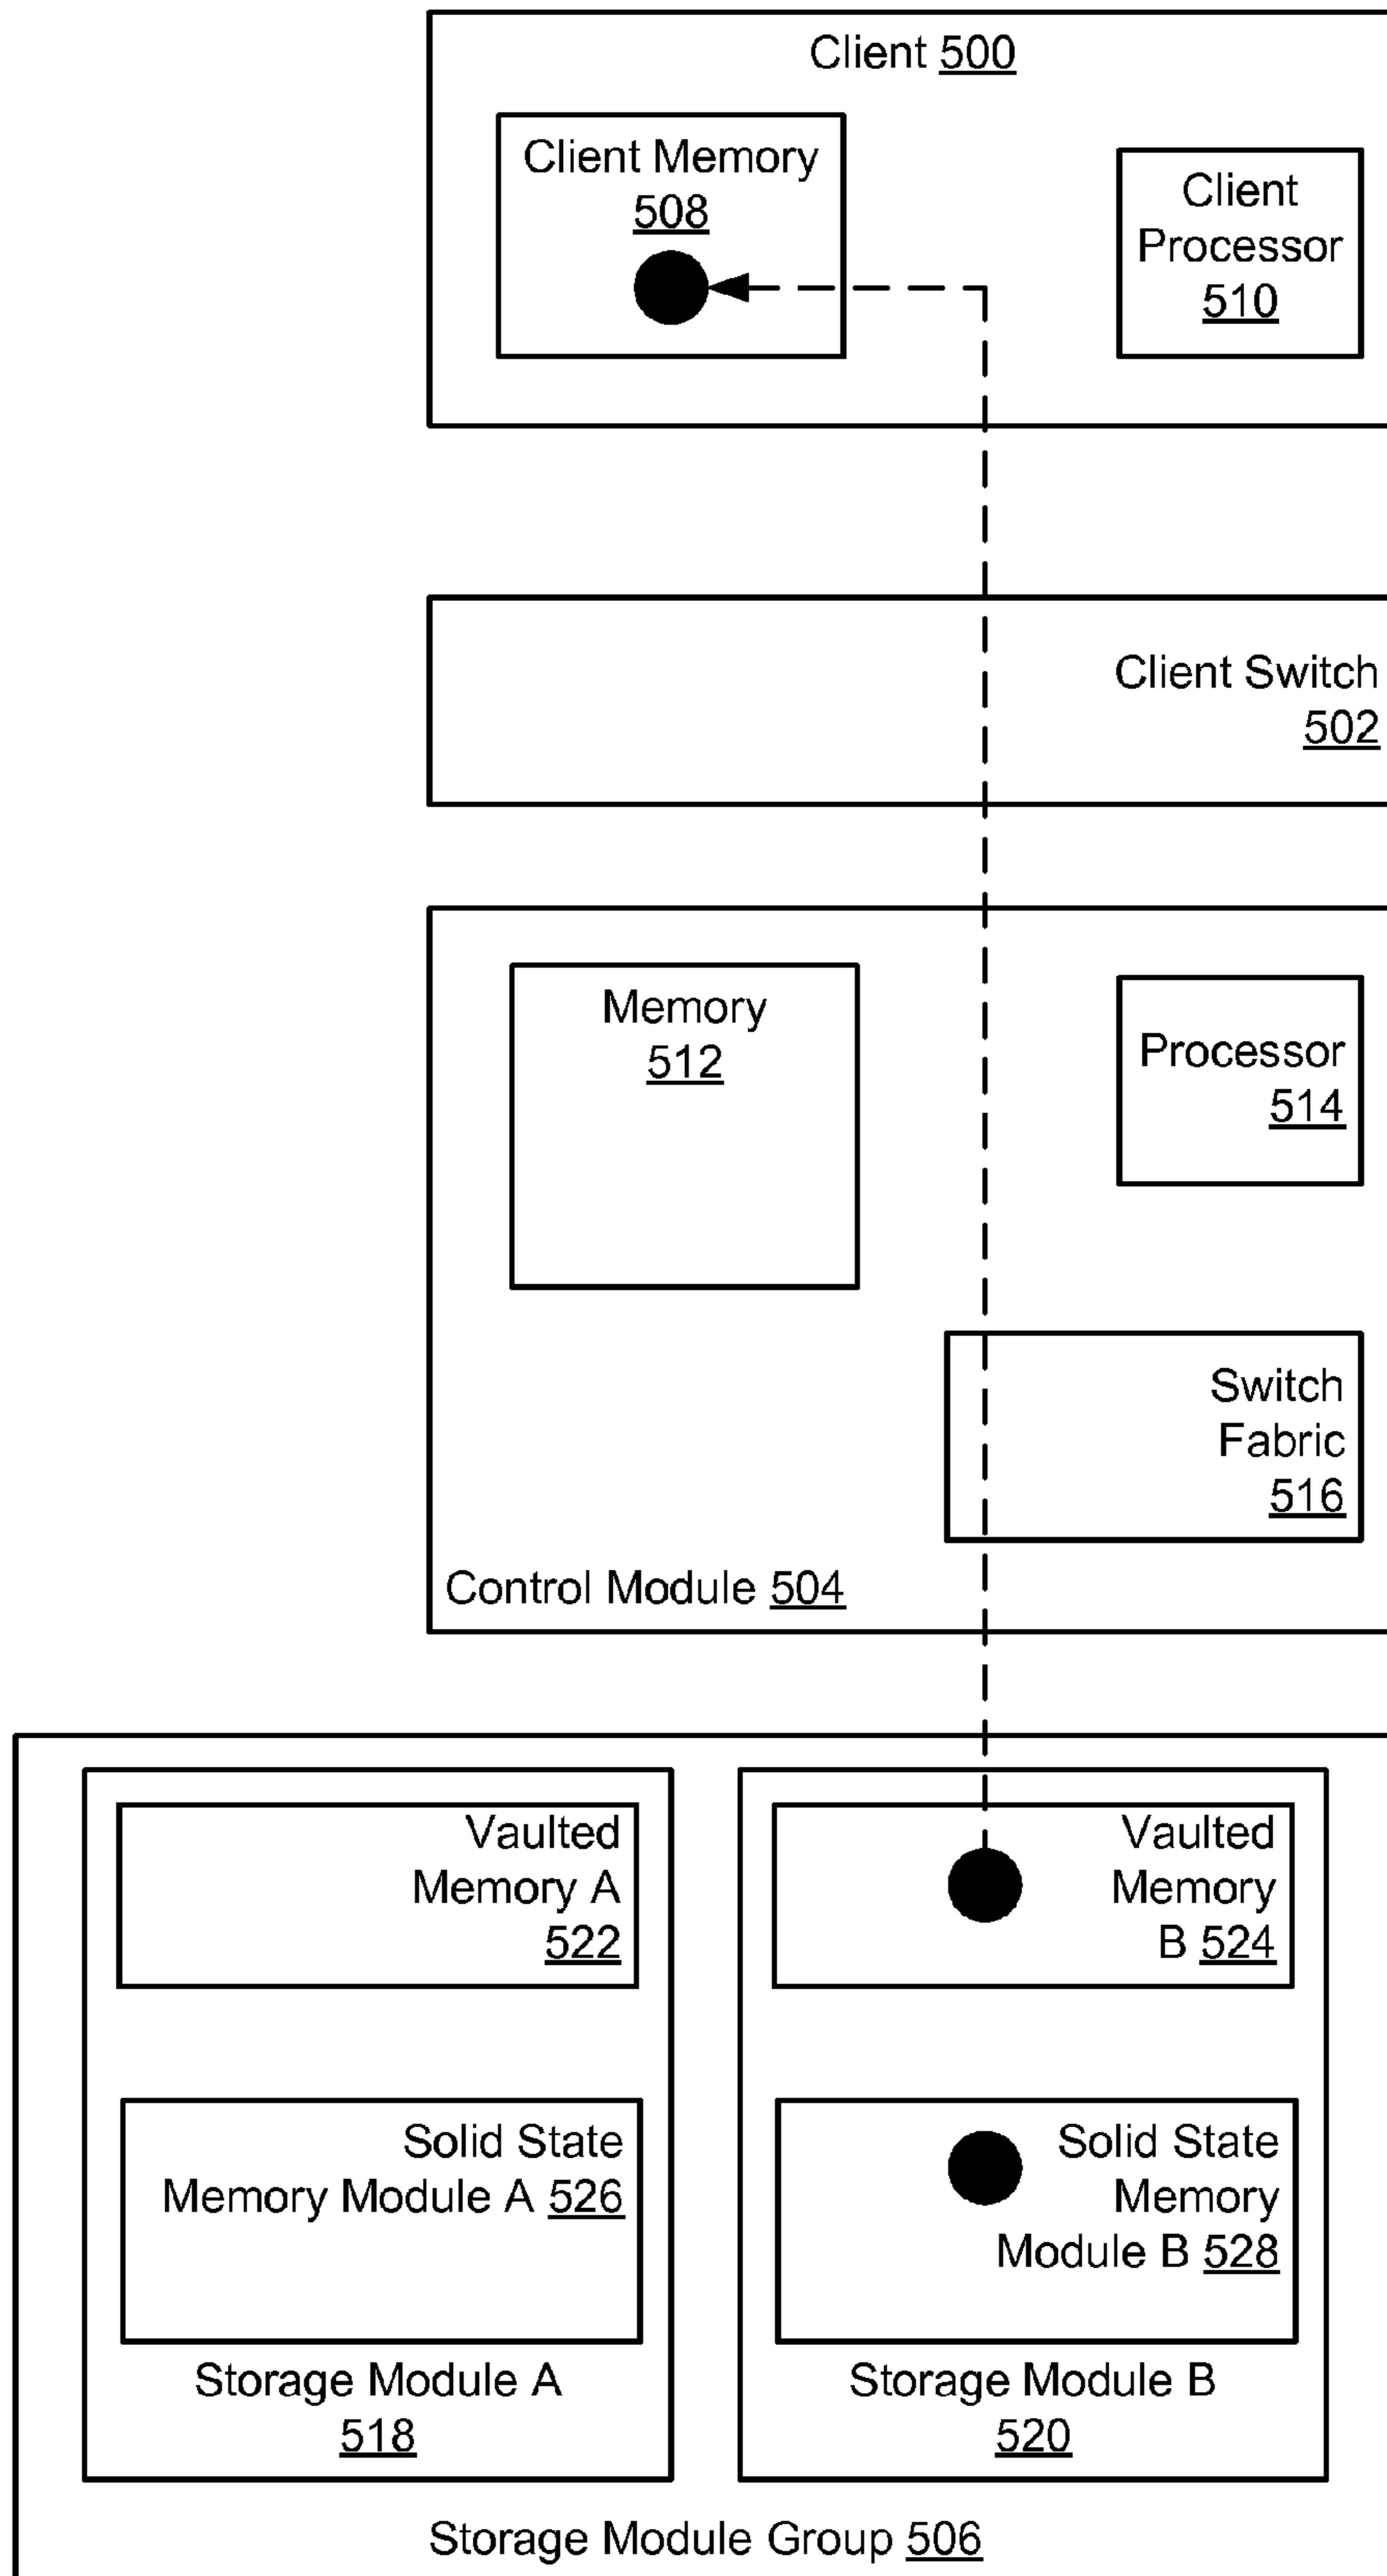 Client 500
Client Memory
508
Client
Processor
510
Client Switch
502
Memory
512
Processor
514
Switch
Fabric
516
Control Module 504
Vaulted
Memory A
522
Vaulted
Memory
B 524
Solid State
Memory Module A 526
Solid State
Memory
Module B 528
Storage Module A
518
Storage Module B
520
Storage Module Group 506